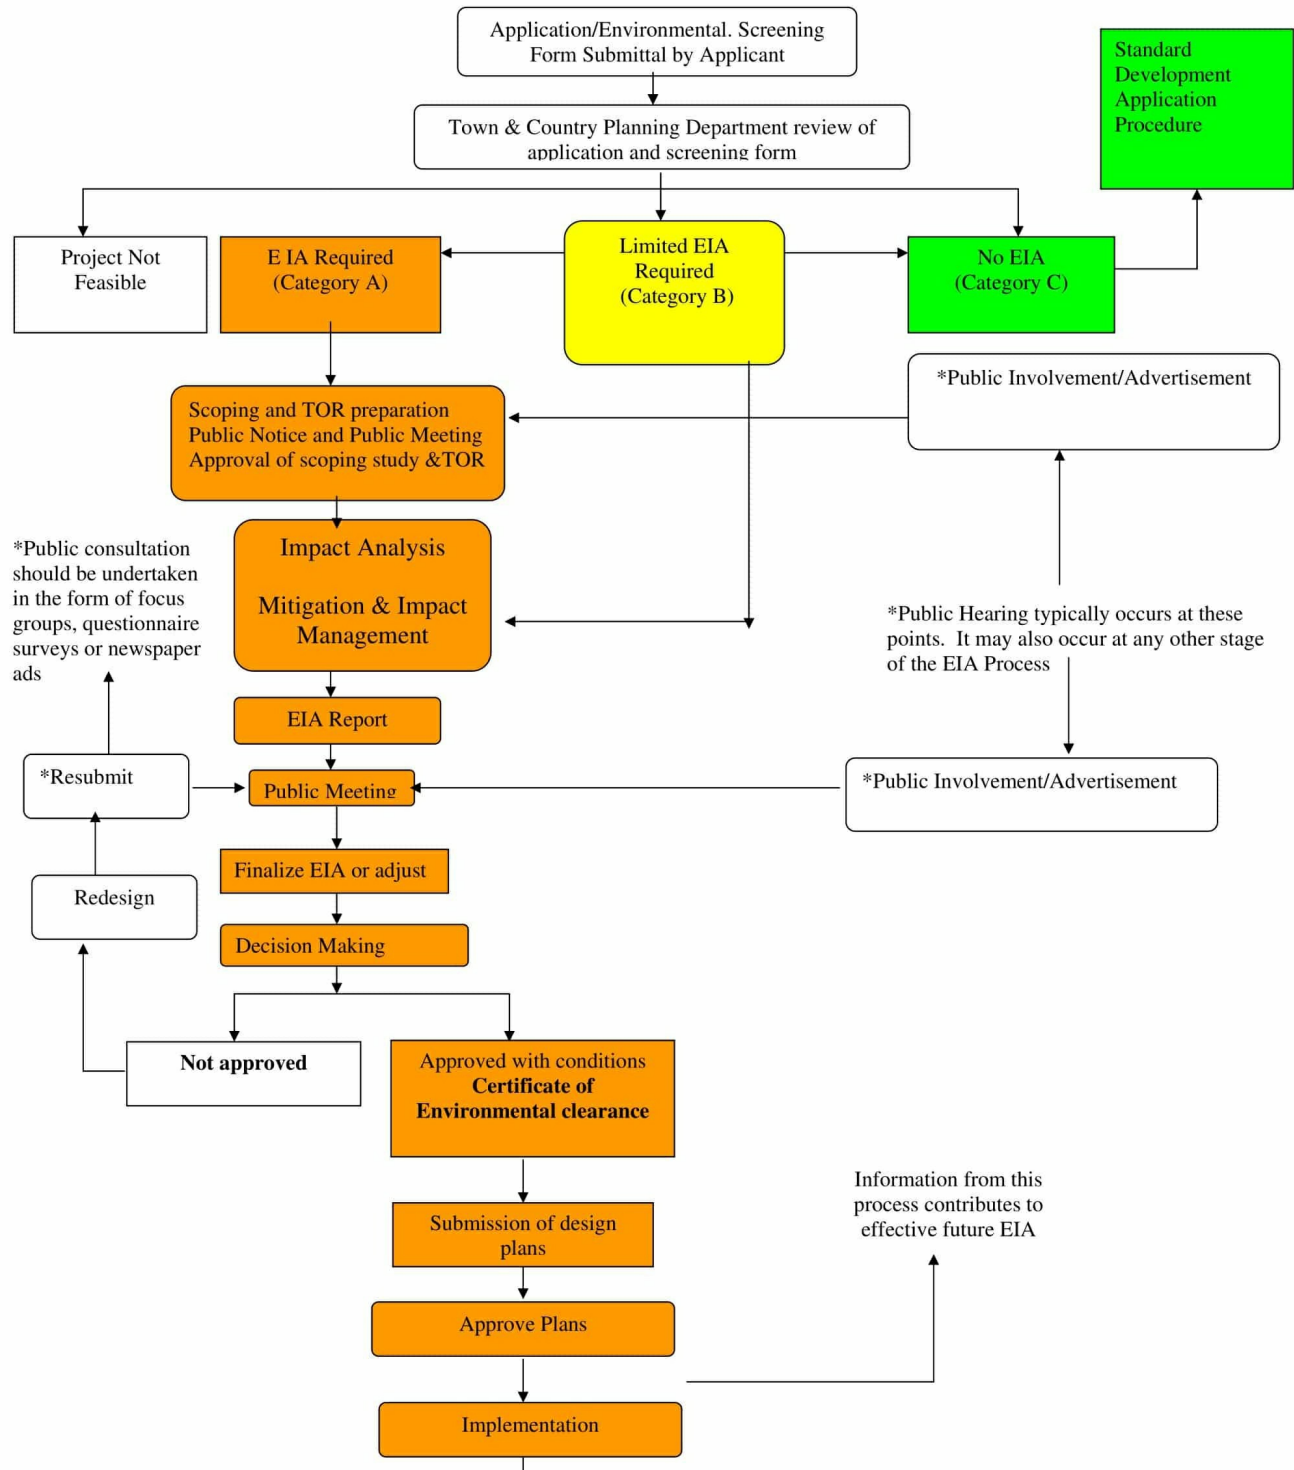 Application/Environmental. Screening
Form Submittal by Applicant
Standard
Development
Application
Procedure
Town & Country Planning Department review of
application and screening form
Project Not
Feasible
E IA Required
(Category A)
Limited EIA
Required
(Category B)
No EIA
(Category C)
*Public Involvement/Advertisement
Scoping and TOR preparation
Public Notice and Public Meeting
Approval of scoping study &TOR
Impact Analysis
Mitigation & Impact
Management
*Public consultation
should be undertaken
in the form of focus
groups, questionnaire
surveys or newspaper
ads
*Public Hearing typically occurs at these
points.  It may also occur at any other stage
of the EIA Process
EIA Report
*Resubmit
Public Meeting
*Public Involvement/Advertisement
Finalize EIA or adjust
Redesign
Decision Making
Not approved
Approved with conditions
Certificate of
Environmental clearance
Information from this
process contributes to
effective future EIA
Submission of design
plans
Approve Plans
Implementation